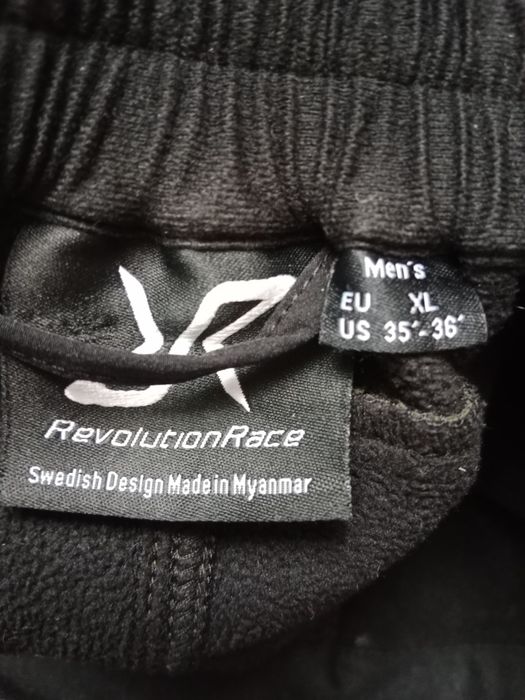 Men´s
EU XL
US 35´-36´
RevolutionRace
Swedish Design Made in Myanmar